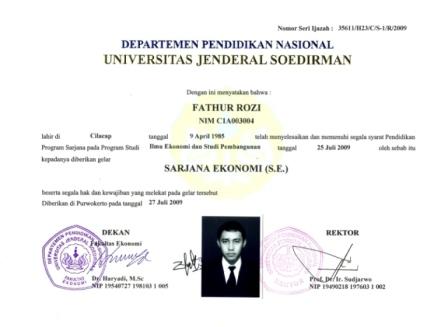 Nomor Seri Ijazah : 35611/H23/C/S-1/R/2009
DEPARTEMEN PENDIDIKAN NASIONAL
UNIVERSITAS JENDERAL SOEDIRMAN
Dengan ini menyatakan bahwa :
FATHUR ROZI
NIM C1A003004
lahir di Cilacap tanggal 9 April 1985 telah menyelesaikan dan memenuhi segala syarat Pendidikan
Program Sarjana pada Program Studi Ilmu Ekonomi dan Studi Pembangunan tanggal 25 Juli 2009 oleh sebab itu
kepadanya diberikan gelar
SARJANA EKONOMI (S.E.)
beserta segala hak dan kewajiban yang melekat pada gelar tersebut
Diberikan di Purwokerto pada tanggal 27 Juli 2009
DEKAN
Fakultas Ekonomi
REKTOR
DEPARTEMEN PENDIDIKAN
UNIVERSITAS JENDERAL SOEDIRMAN
FAKULTAS
EKONOMI
REKTOR
Dr. Haryadi, M.Sc
NIP 19540727 198103 1 005
Prof. Dr. Ir. Sudjarwo
NIP 19490218 197603 1 002